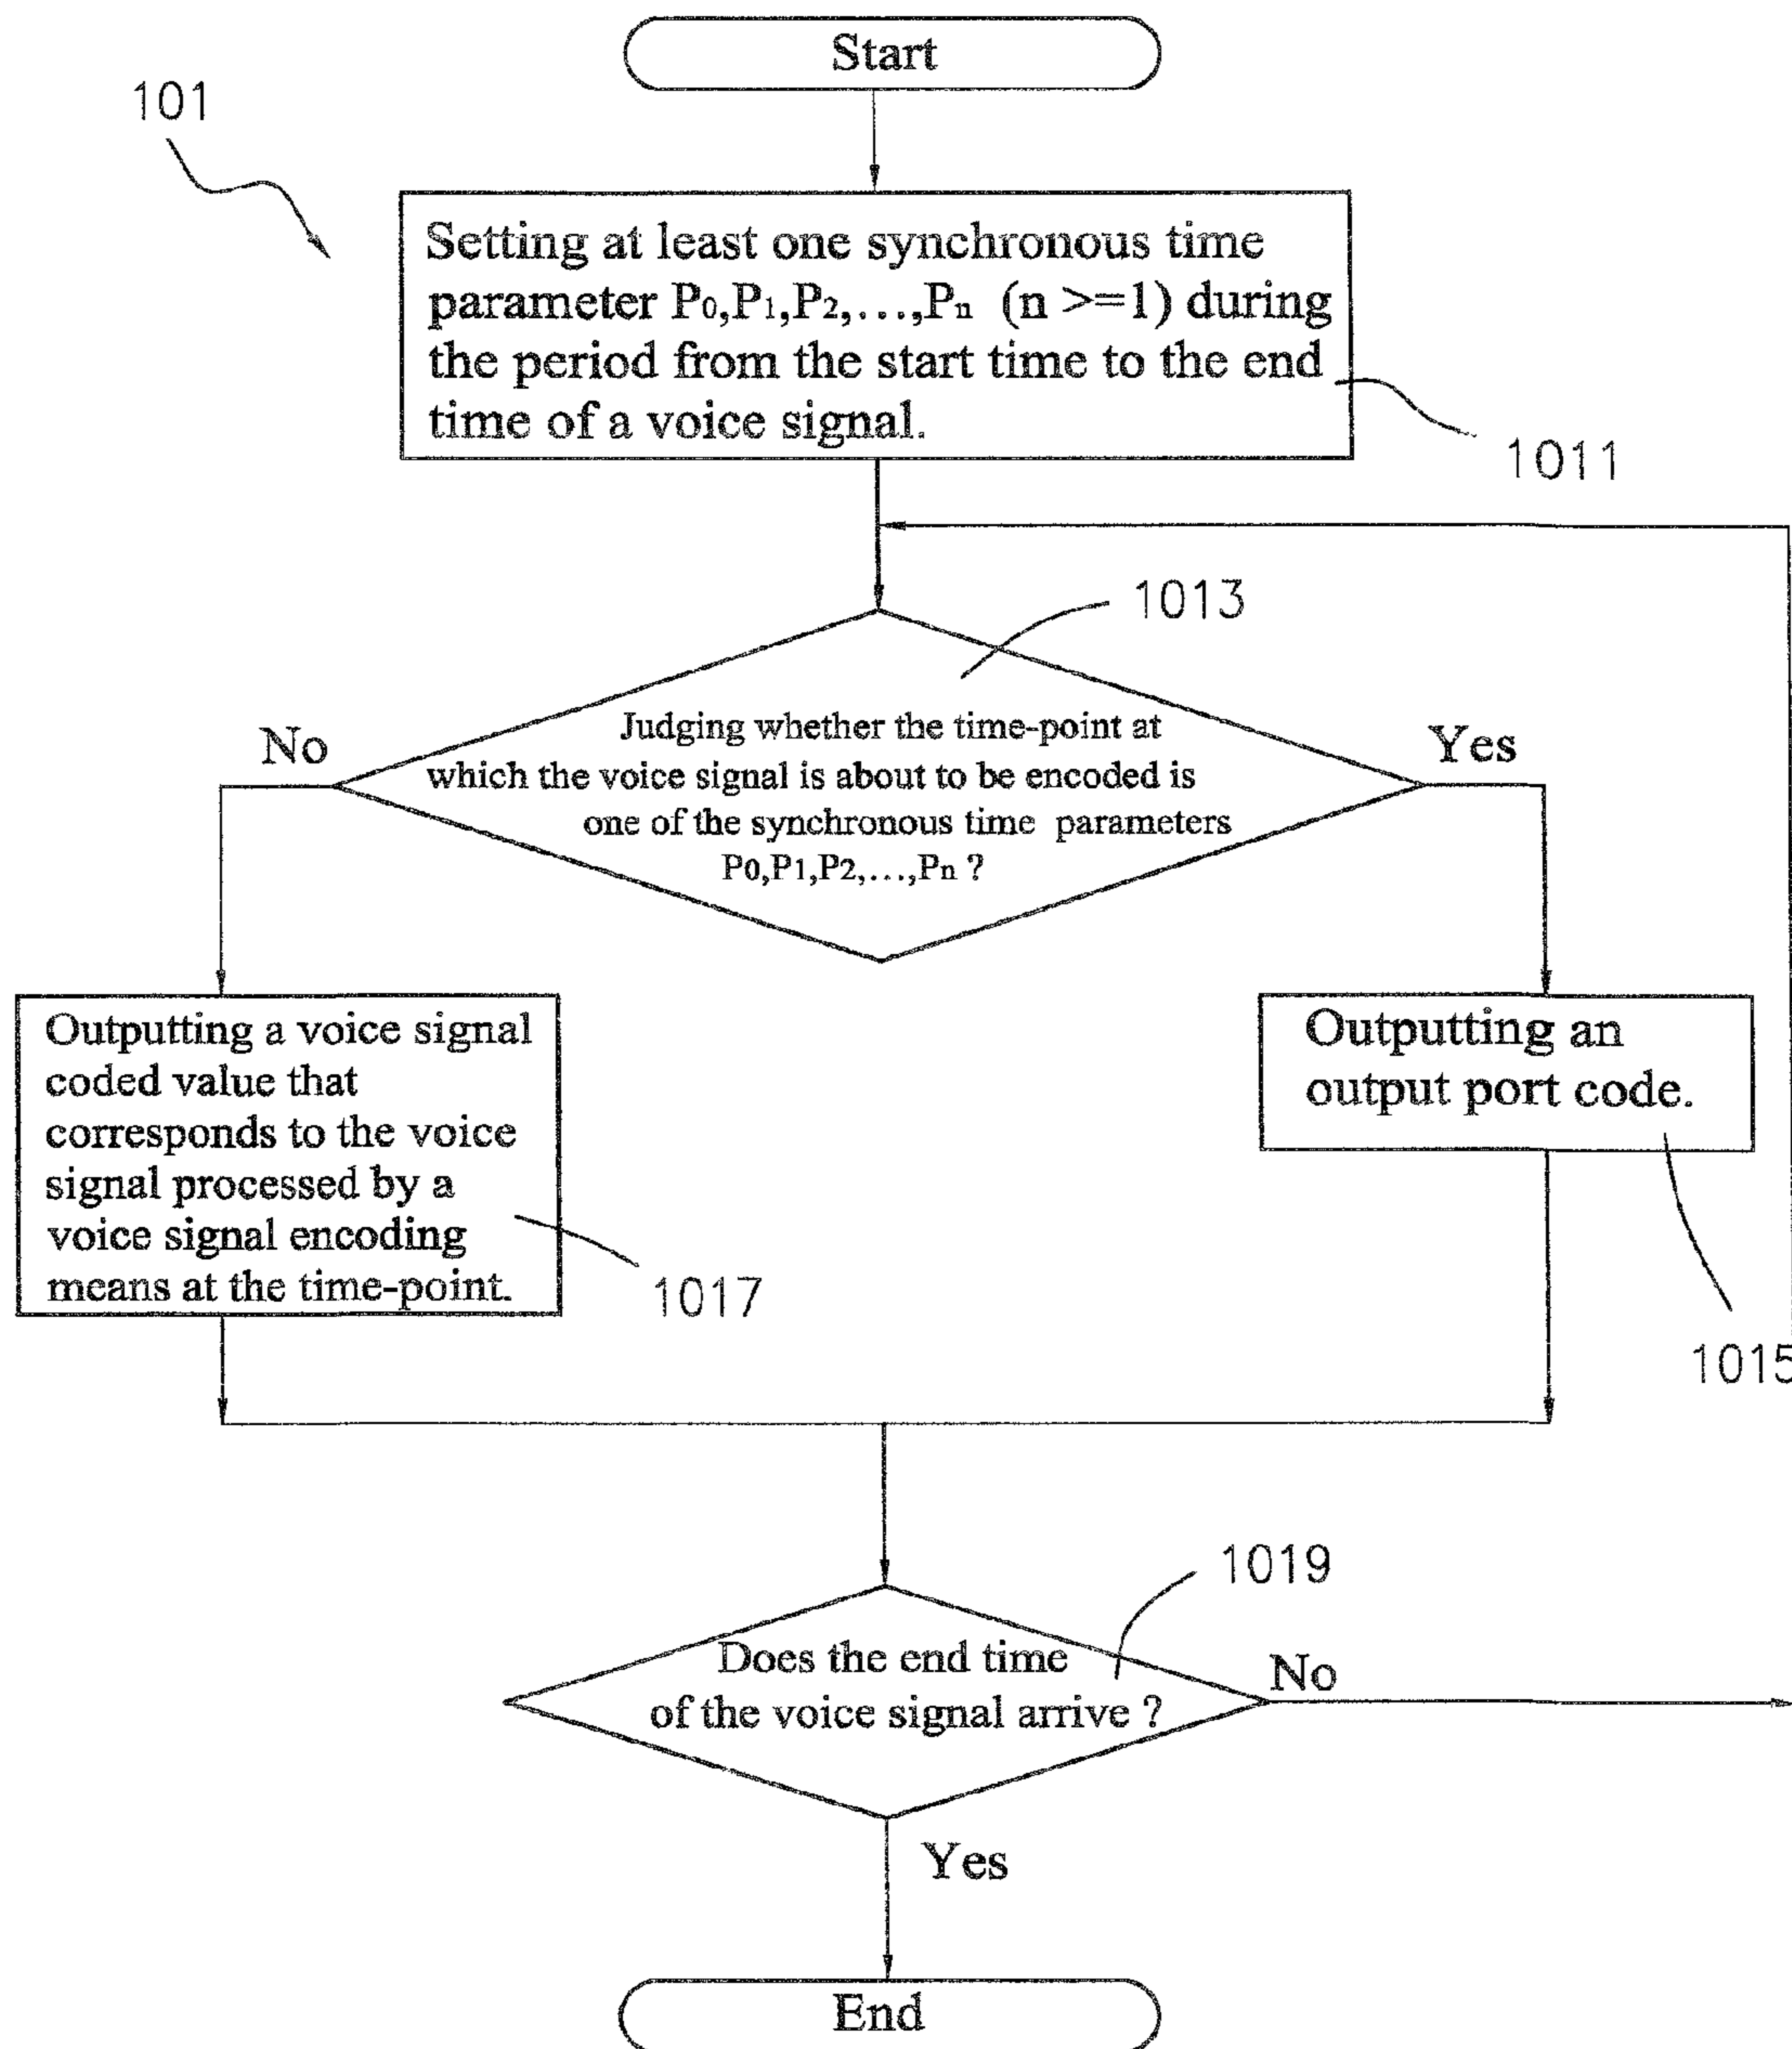 Start
101
Setting at least one synchronous time
parameter P0,P1,P2,...,Pn (n >=1) during
the period from the start time to the end
time of a voice signal.
1011
1013
No
Yes
Judging whether the time-point at
which the voice signal is about to be encoded is
one of the synchronous time parameters
P0,P1,P2,...,Pn ?
Outputting a voice signal
coded value that
corresponds to the voice
signal processed by a
voice signal encoding
means at the time-point.
1017
Outputting an
output port code.
1015
1019
Does the end time
of the voice signal arrive ?
No
Yes
End